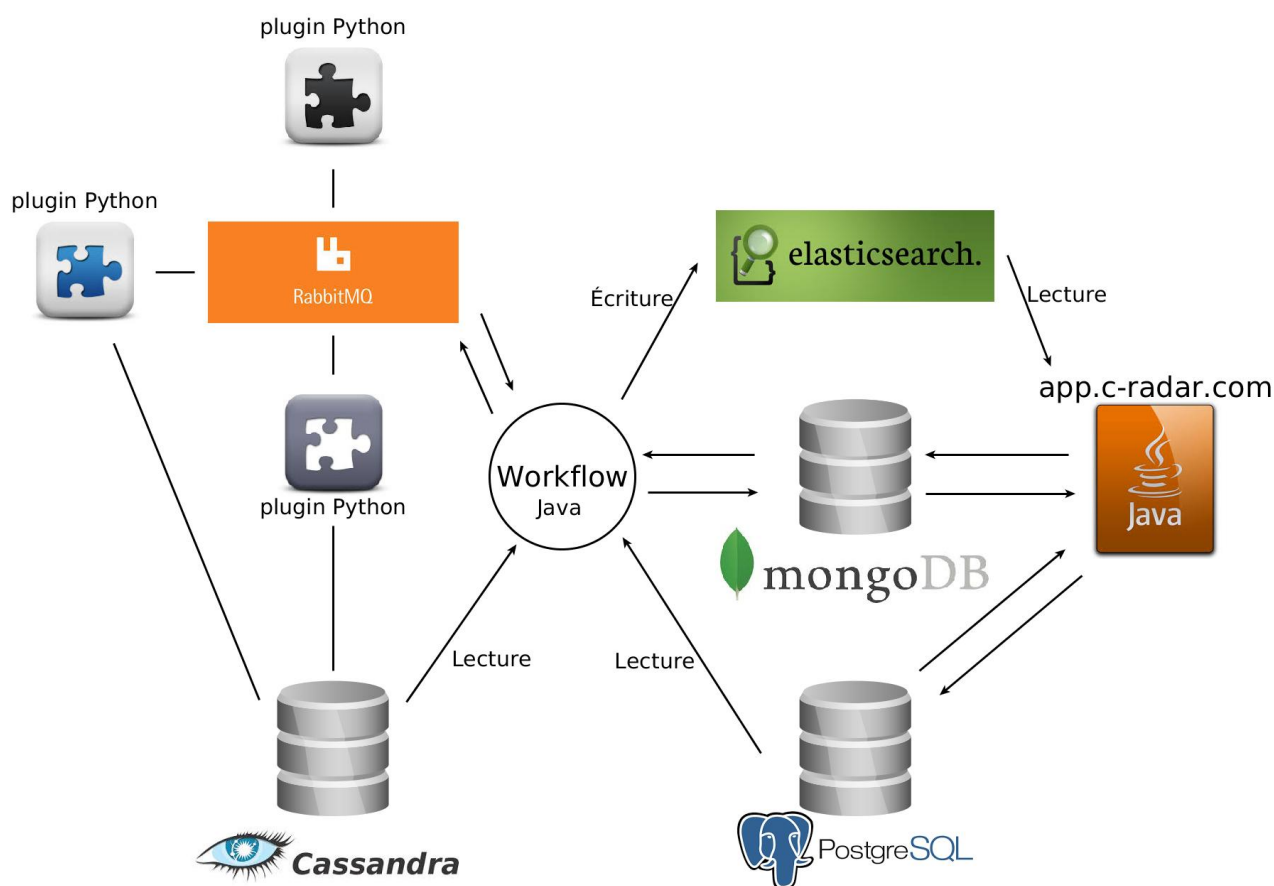 plugin Python
plugin Python
RabbitMQ
elasticsearch.
Écriture
Lecture
app.c-radar.com
plugin Python
Workflow
Java
Java
mongoDB
Lecture
Lecture
Cassandra
PostgreSQL